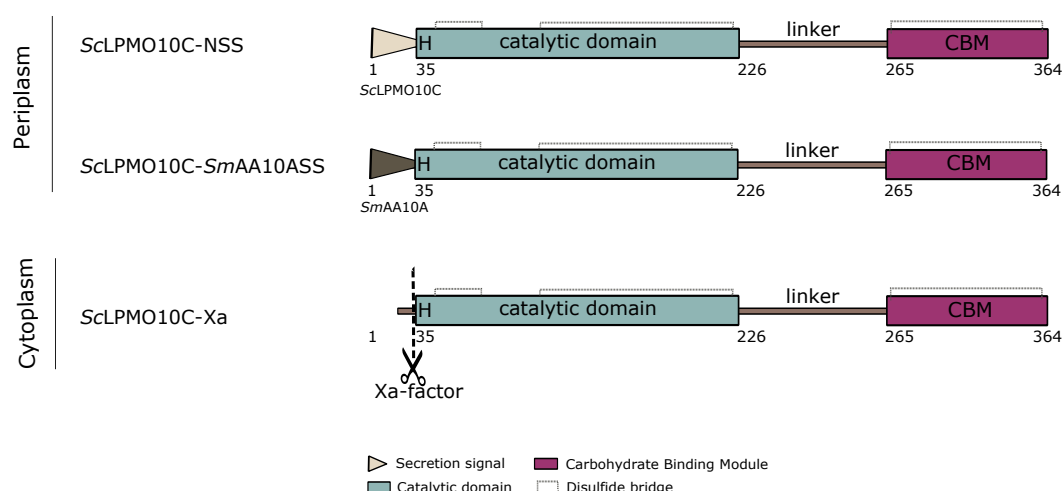 Periplasm
ScLPMO10C-NSS
H catalytic domain linker CBM
1 35 226 265 364
ScLPMO10C
ScLPMO10C-SmAA10ASS
H catalytic domain linker CBM
1 35 226 265 364
SmAA10A
Cytoplasm
ScLPMO10C-Xa
H catalytic domain linker CBM
1 35 226 265 364
Xa-factor
Secretion signal Carbohydrate Binding Module
Catalytic domain Disulfide bridge